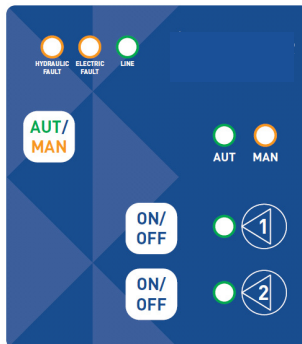 HYDRAULIC FAULT
ELECTRIC FAULT
LINE
AUT/
MAN
AUT
MAN
ON/
OFF
1
ON/
OFF
2